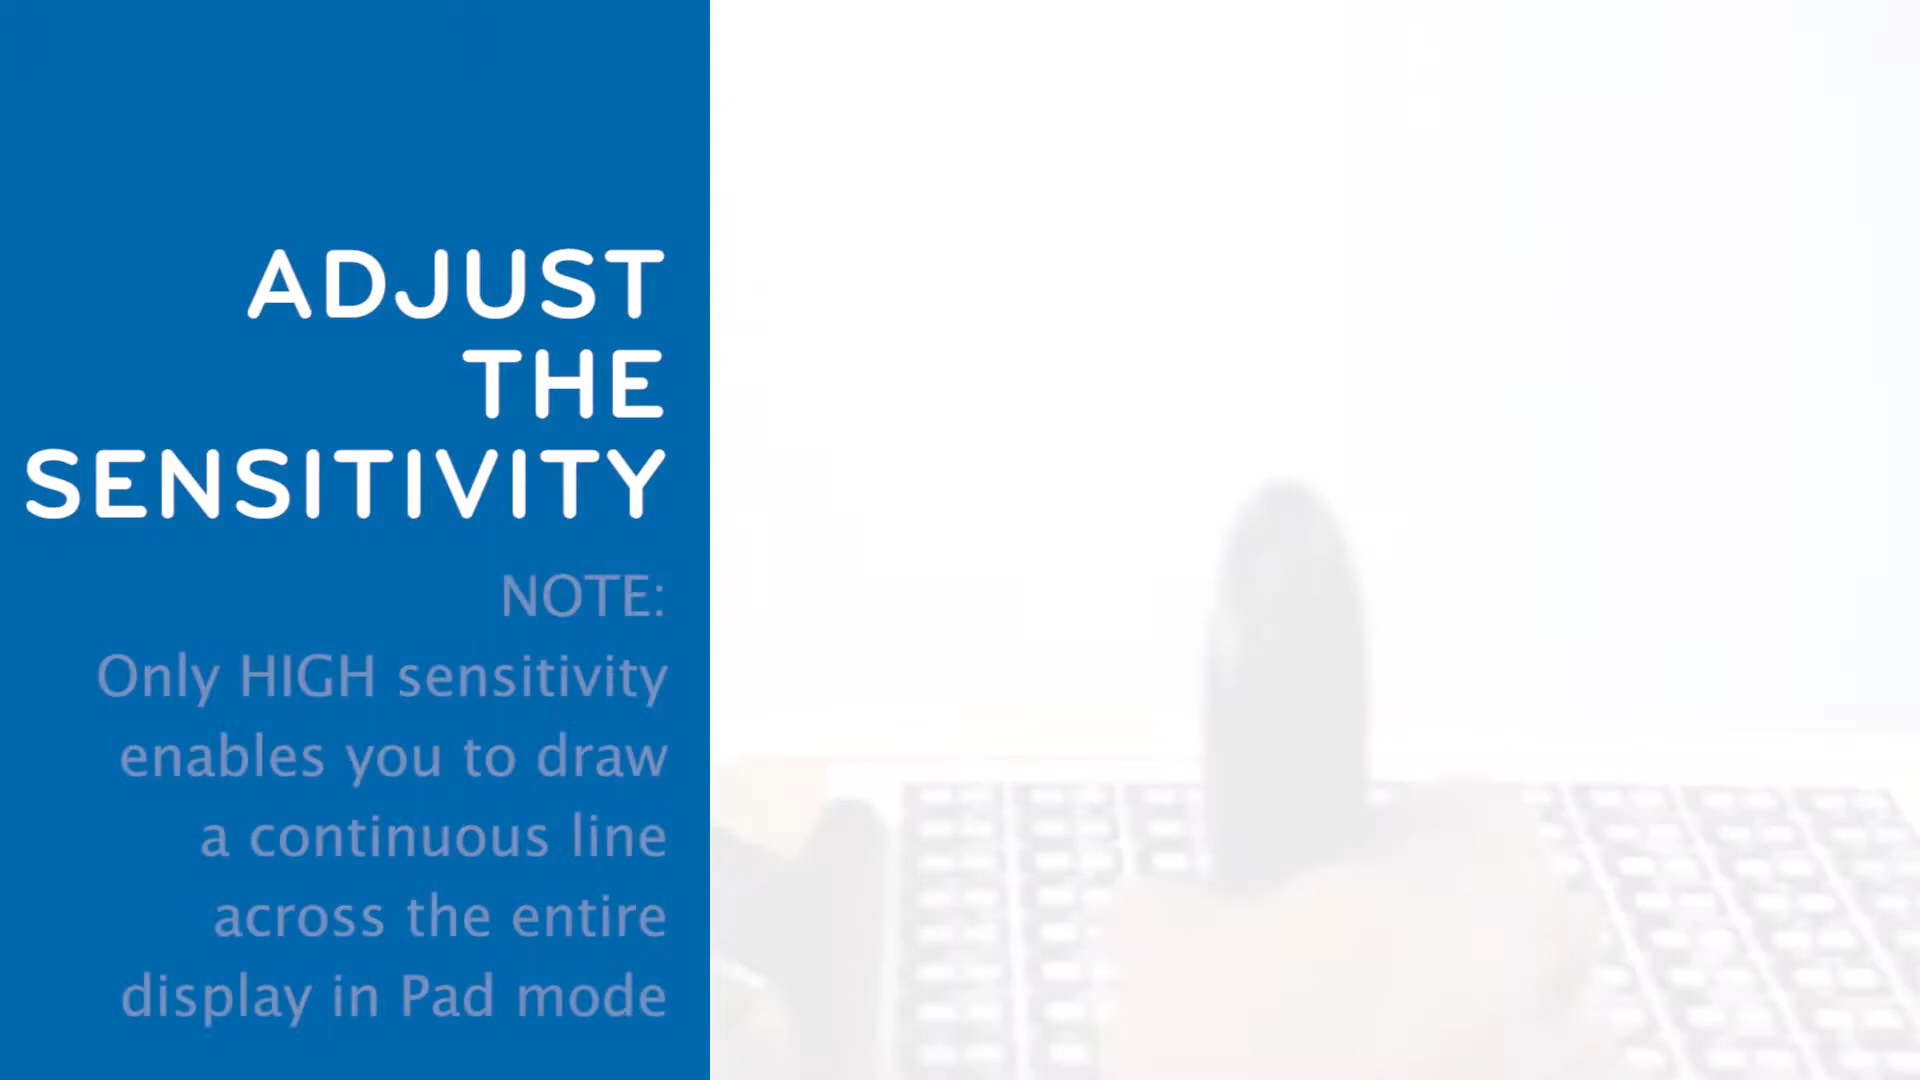 ADJUST
THE
SENSITIVITY
NOTE:
Only HIGH sensitivity
enables you to draw
a continuous line
across the entire
display in Pad mode